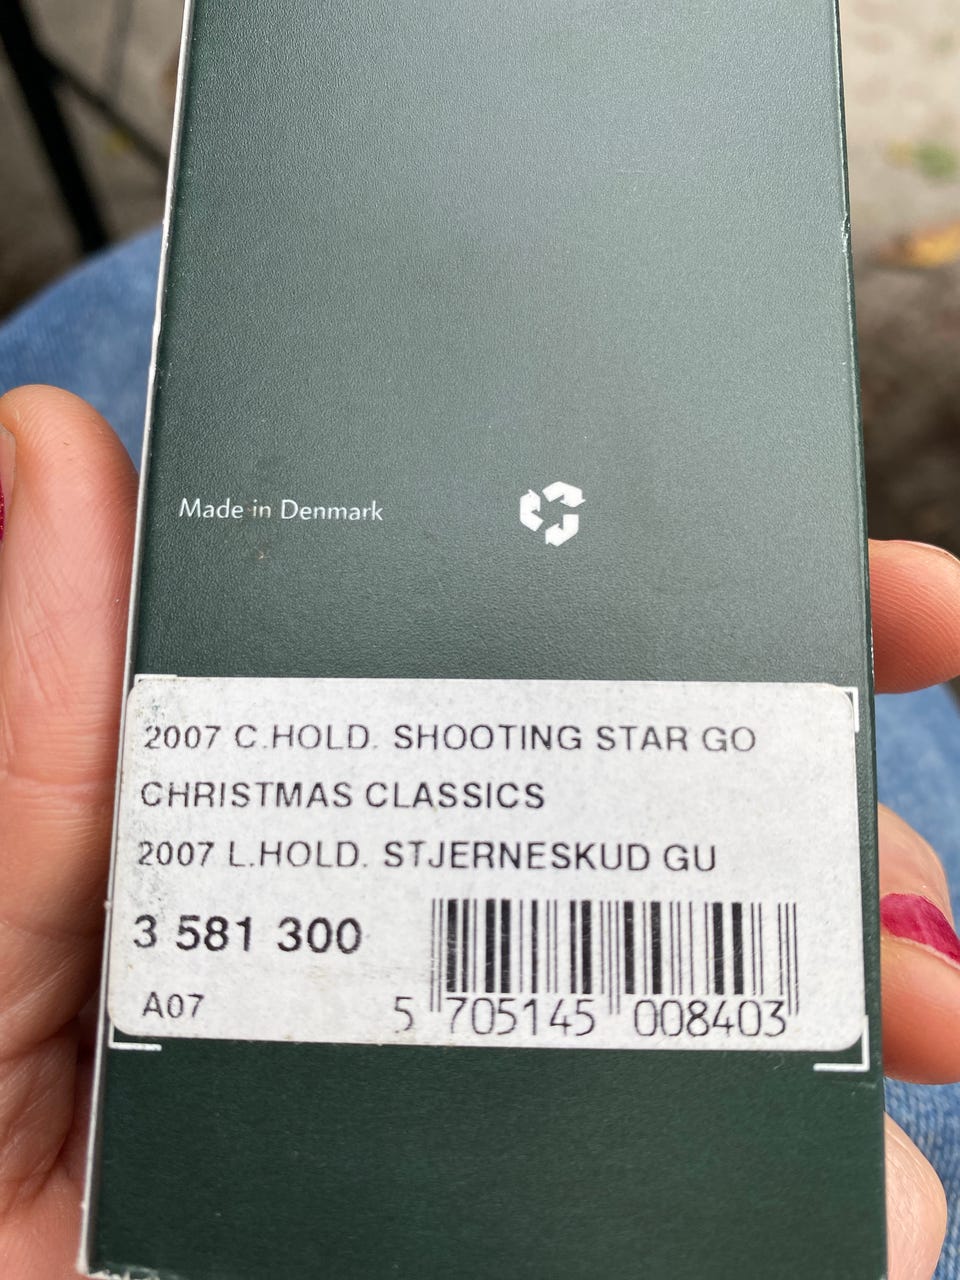 Made in Denmark
2007 C.HOLD. SHOOTING STAR GO
CHRISTMAS CLASSICS
2007 L.HOLD. STJERNESKUD GU
3 581 300
A07
5 705145 008403